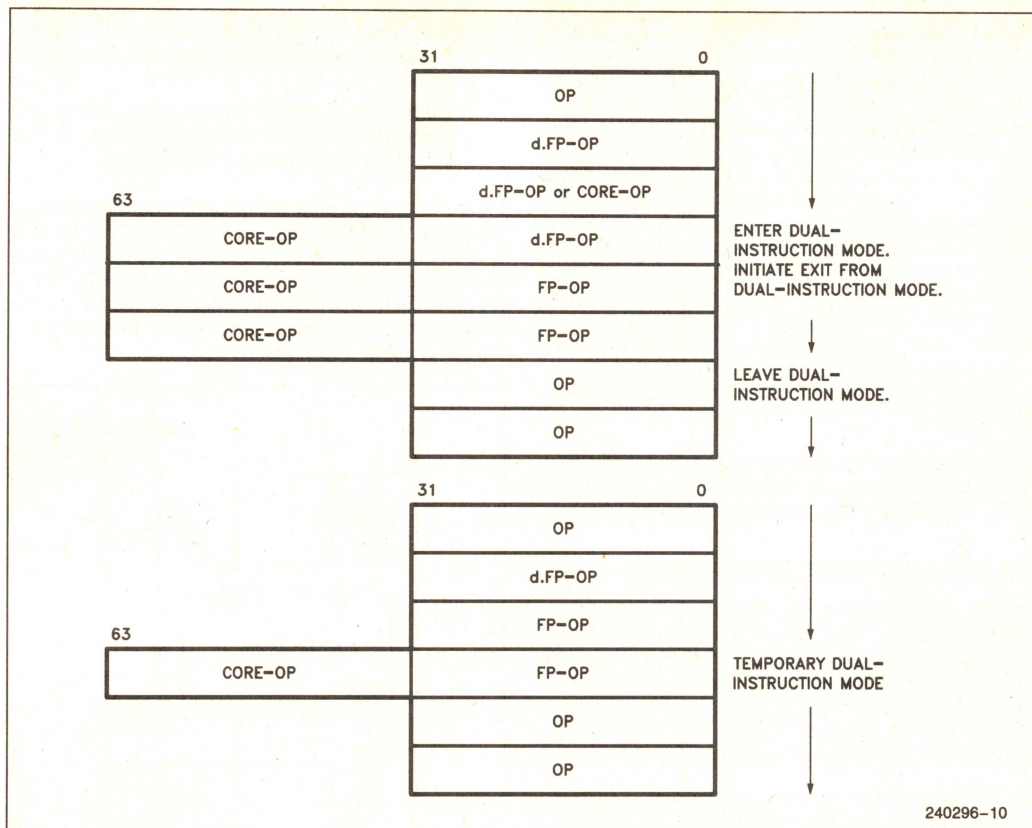 31 0
OP
d.FP-OP
d.FP-OP or CORE-OP
63
CORE-OP d.FP-OP
CORE-OP FP-OP
CORE-OP FP-OP
OP
OP
ENTER DUAL-
INSTRUCTION MODE.
INITIATE EXIT FROM
DUAL-INSTRUCTION MODE.
LEAVE DUAL-
INSTRUCTION MODE.
31 0
OP
d.FP-OP
FP-OP
63
CORE-OP FP-OP
OP
OP
TEMPORARY DUAL-
INSTRUCTION MODE
240296-10